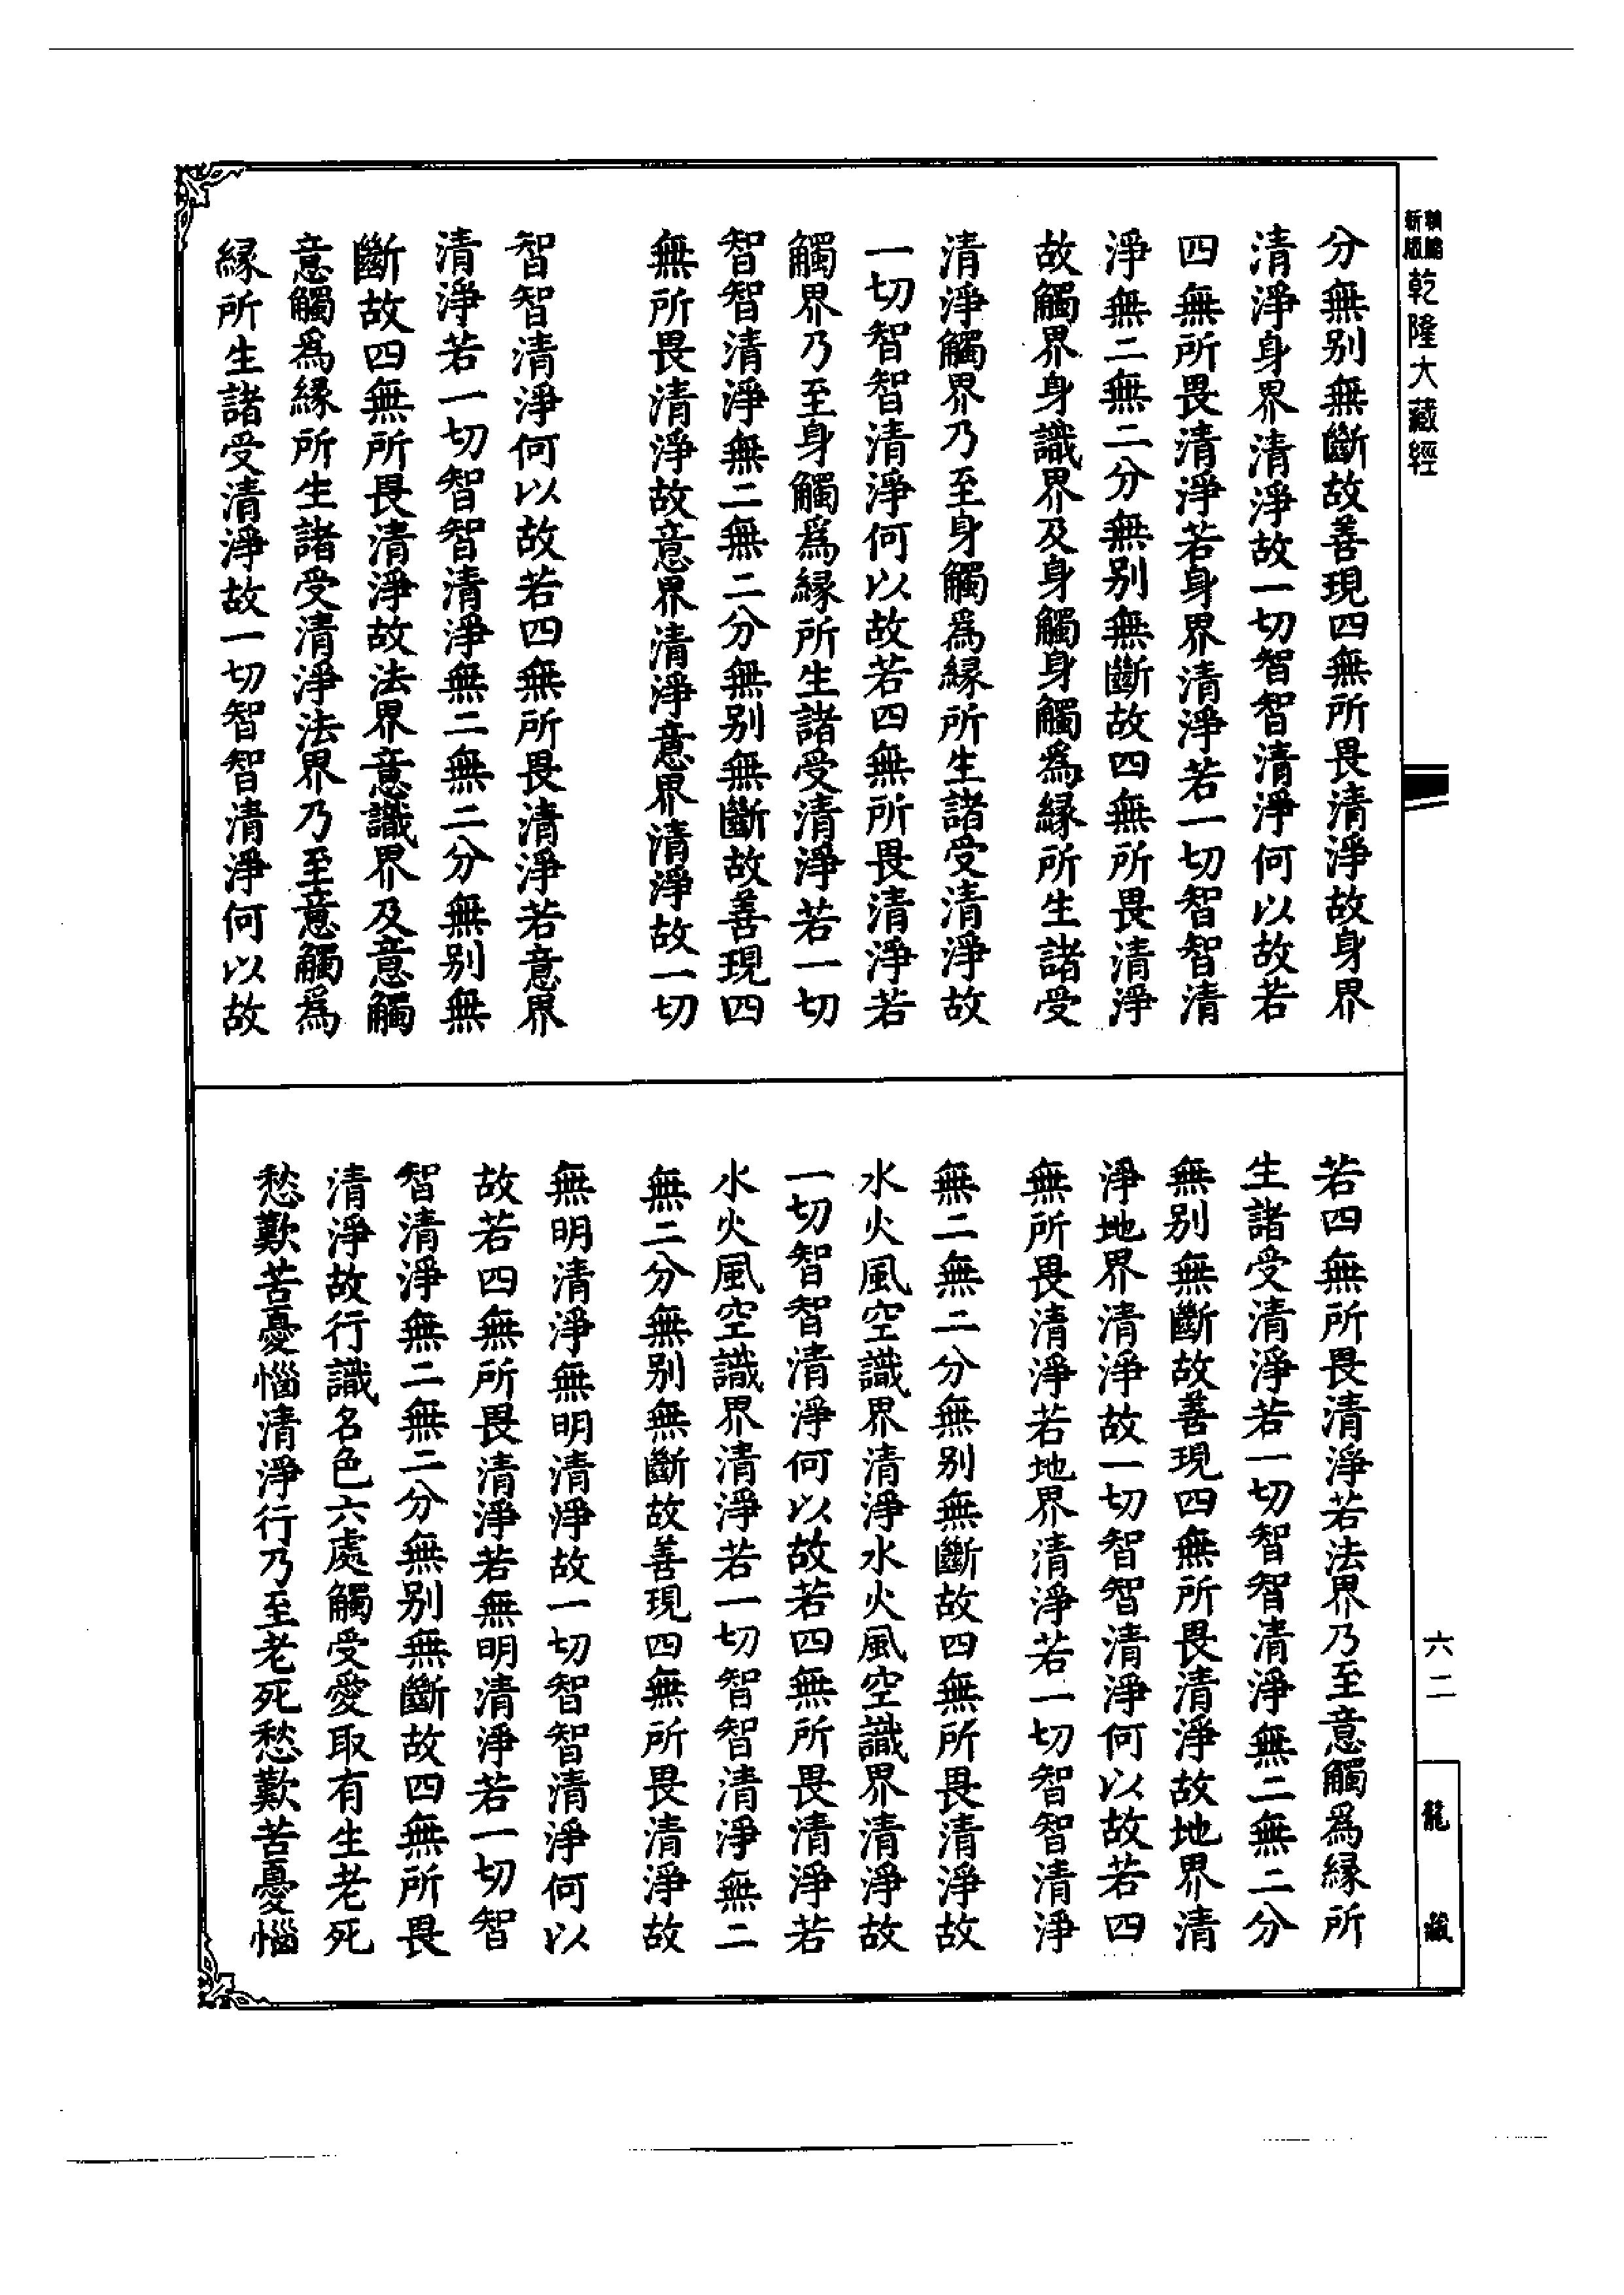 乾隆大藏經
分無别無斷故善現四無所畏清淨故身界
清淨身界清淨故一切智智清淨何以故若
四無所畏清淨若身界清淨若一切智智清
淨無二無二分無别無斷故四無所畏清淨
故觸界身識界及身觸身觸爲縁所生諸受
清淨觸界乃至身觸爲縁所生諸受清淨故
一切智智清淨何以故若四無所畏清淨若
觸界乃至身觸爲縁所生諸受清淨若一切
智智清淨無二無二分無别無斷故善現四
無所畏清淨故意界清淨意界清淨故一切
智智清淨何以故若四無所畏清淨若意界
清淨若一切智智清淨無二無二分無别無
斷故四無所畏清淨故法界意識界及意觸
意觸爲縁所生諸受清淨法界乃至意觸爲
縁所生諸受清淨故一切智智清淨何以故
若四無所畏清淨若法界乃至意觸爲縁所
生諸受清淨若一切智智清淨無二無二分
無别無斷故善現四無所畏清淨故地界清
淨地界清淨故一切智智清淨何以故若四
無所畏清淨若地界清淨若一切智智清淨
無二無二分無别無斷故四無所畏清淨故
水火風空識界清淨水火風空識界清淨故
一切智智清淨何以故若四無所畏清淨若
水火風空識界清淨若一切智智清淨無二
無二分無别無斷故善現四無所畏清淨故
無明清淨無明清淨故一切智智清淨何以
故若四無所畏清淨若無明清淨若一切智
智清淨無二無二分無别無斷故四無所畏
清淨故行識名色六處觸受愛取有生老死
愁歎苦憂惱清淨行乃至老死愁歎苦憂惱
六二
龍藏